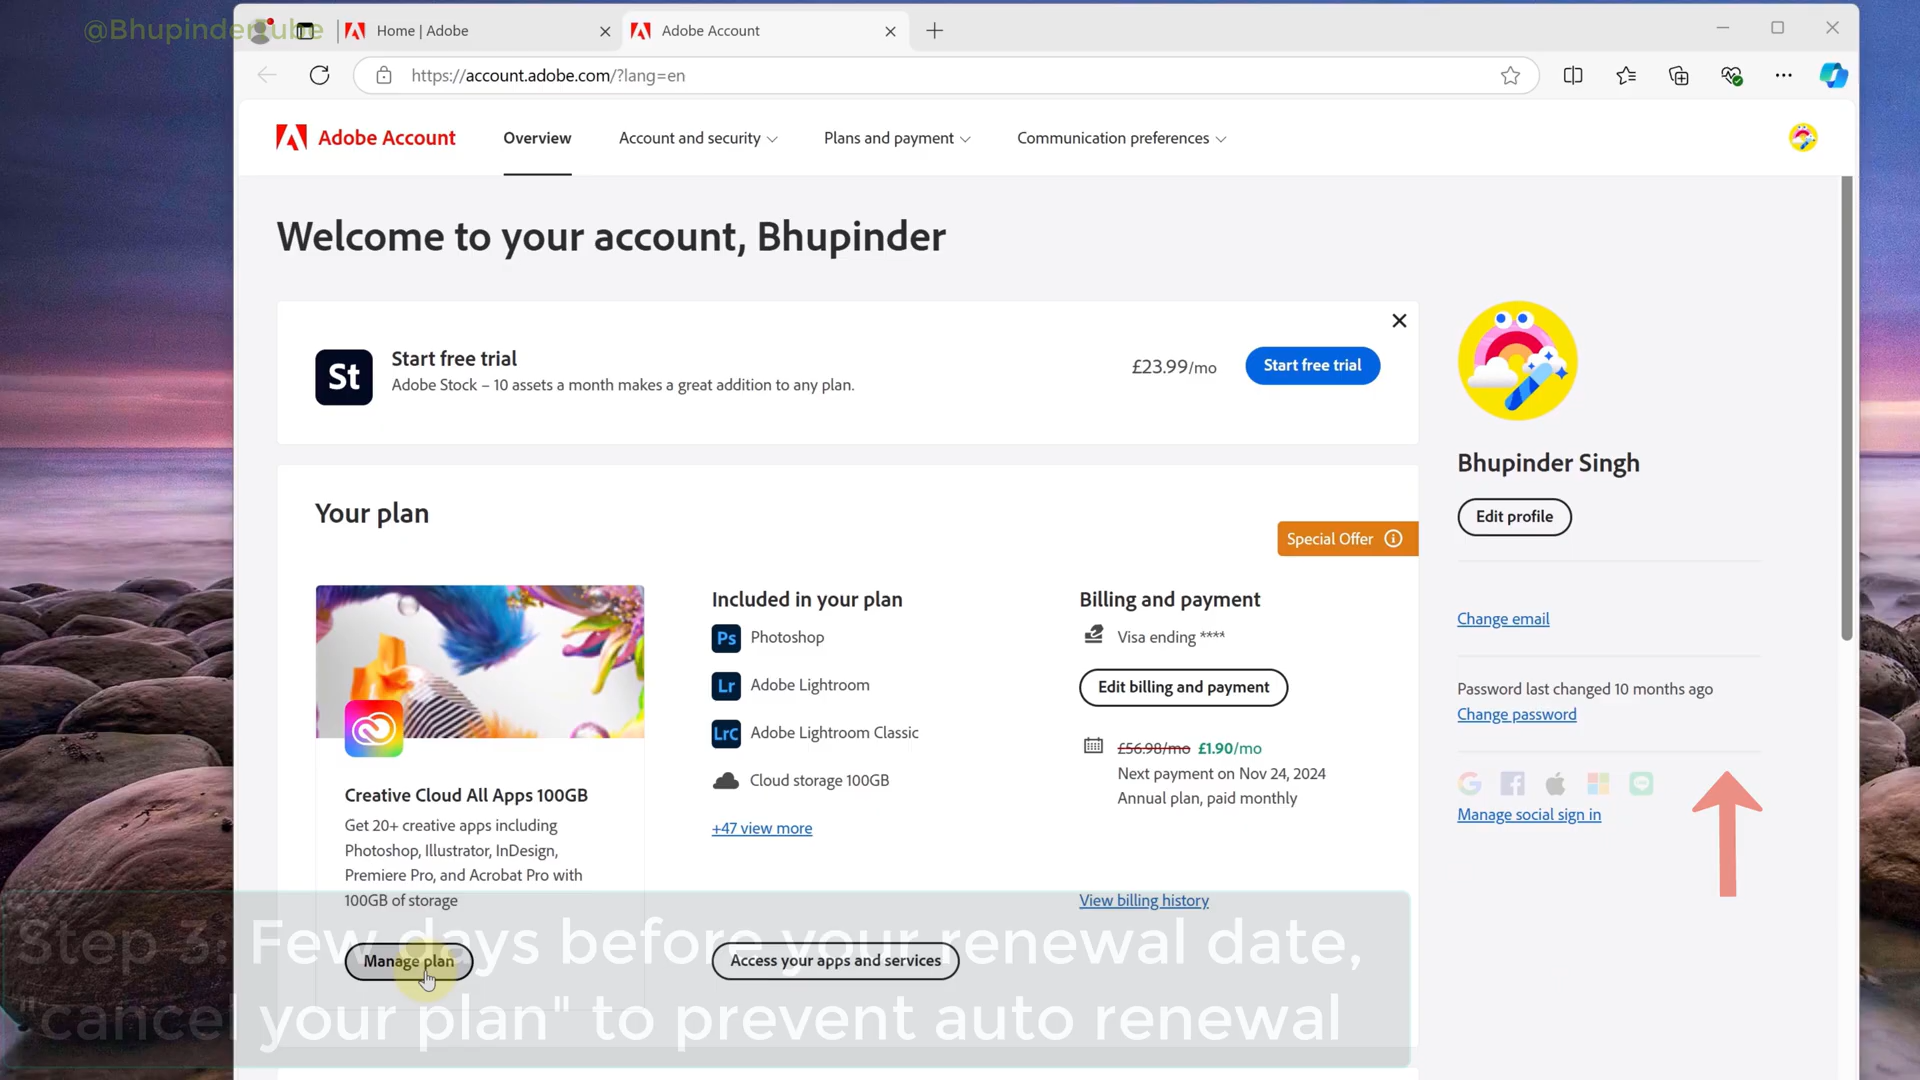 @BhupinderTube
Home | Adobe
Adobe Account
https://account.adobe.com/?lang=en
Adobe Account
Overview
Account and security
Plans and payment
Communication preferences
Welcome to your account, Bhupinder
St
Start free trial
Adobe Stock – 10 assets a month makes a great addition to any plan.
£23.99/mo
Start free trial
Bhupinder Singh
Edit profile
Change email
Password last changed 10 months ago
Change password
Manage social sign in
Your plan
Special Offer
Creative Cloud All Apps 100GB
Get 20+ creative apps including
Photoshop, Illustrator, InDesign,
Premiere Pro, and Acrobat Pro with
100GB of storage
Manage plan
Included in your plan
Ps Photoshop
Lr Adobe Lightroom
LrC Adobe Lightroom Classic
Cloud storage 100GB
+47 view more
Access your apps and services
Billing and payment
Visa ending ****
Edit billing and payment
£56.98/mo £1.90/mo
Next payment on Nov 24, 2024
Annual plan, paid monthly
View billing history
Step 3: Few days before your renewal date,
"cancel your plan" to prevent auto renewal